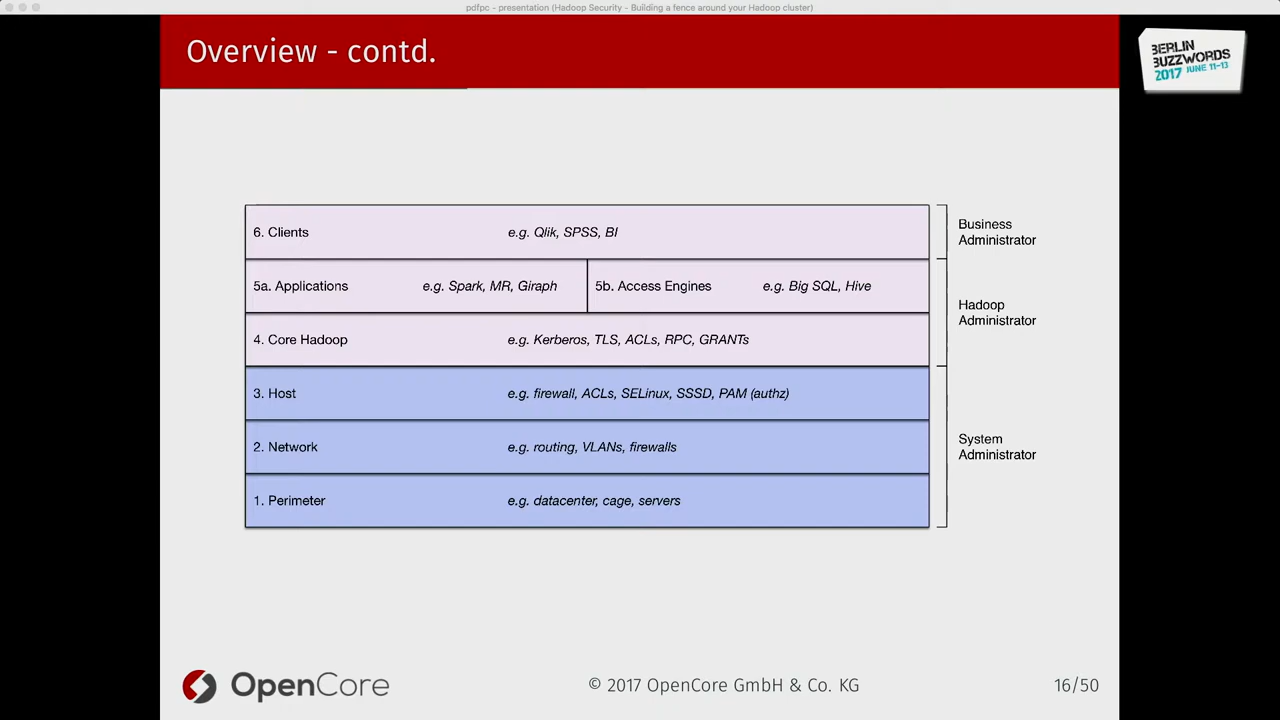 pdfpc - presentation (Hadoop Security - Building a fence around your Hadoop cluster)
Overview - contd.
BERLIN
BUZZWORDS
2017 JUNE 11-13
6. Clients e.g. Qlik, SPSS, BI
Business
Administrator
5a. Applications e.g. Spark, MR, Giraph 5b. Access Engines e.g. Big SQL, Hive
Hadoop
Administrator
4. Core Hadoop e.g. Kerberos, TLS, ACLs, RPC, GRANTs
3. Host e.g. firewall, ACLs, SELinux, SSSD, PAM (authz)
2. Network e.g. routing, VLANs, firewalls
System
Administrator
1. Perimeter e.g. datacenter, cage, servers
OpenCore © 2017 OpenCore GmbH & Co. KG 16/50